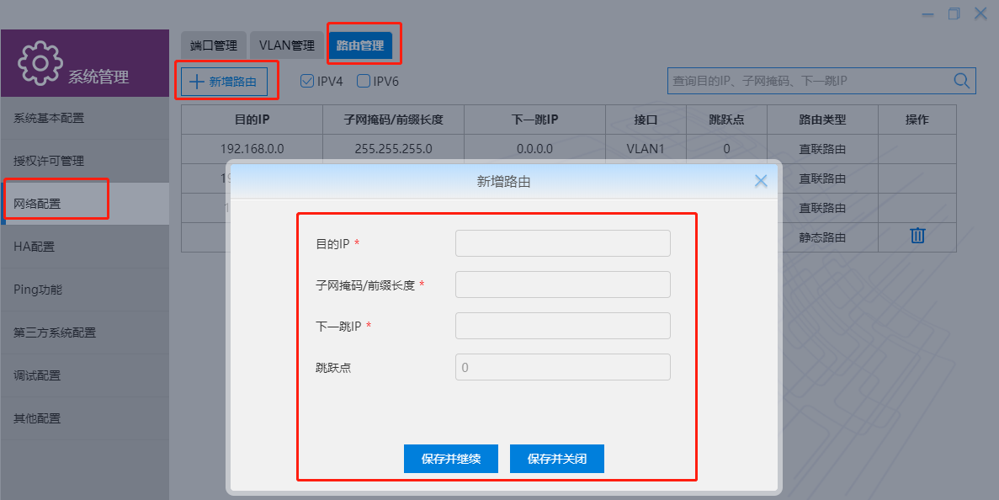 系统管理
系统基本配置
授权许可管理
网络配置
HA配置
Ping功能
第三方系统配置
调试配置
其他配置
端口管理 VLAN管理 路由管理
新增路由 IPV4 IPV6 查询目的IP、子网掩码、下一跳IP
目的IP 子网掩码/前缀长度 下一跳IP 接口 跳跃点 路由类型 操作
192.168.0.0 255.255.255.0 0.0.0.0 VLAN1 0 直联路由
直联路由
直联路由
静态路由
新增路由
目的IP *
子网掩码/前缀长度 *
下一跳IP *
跳跃点 0
保存并继续 保存并关闭